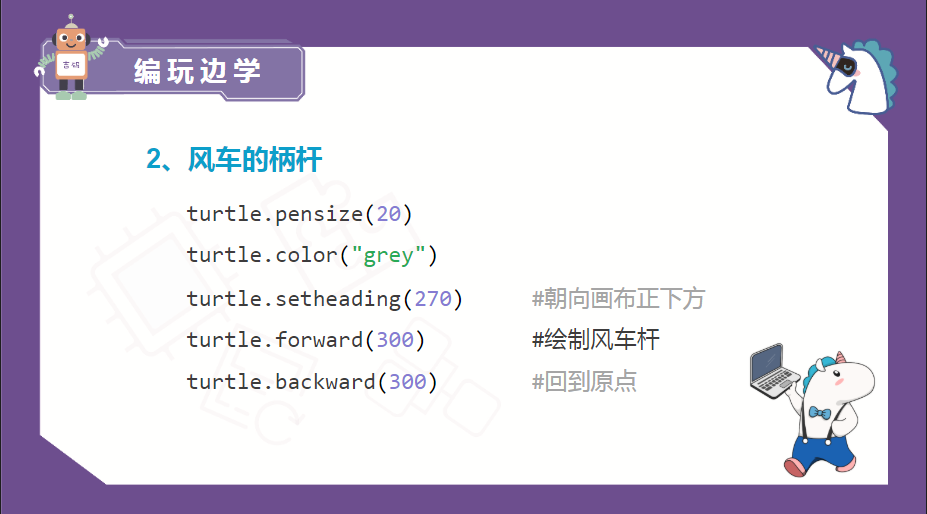 编玩边学
2、风车的柄杆
turtle.pensize(20)
turtle.color("grey")
turtle.setheading(270) #朝向画布正下方
turtle.forward(300) #绘制风车杆
turtle.backward(300) #回到原点